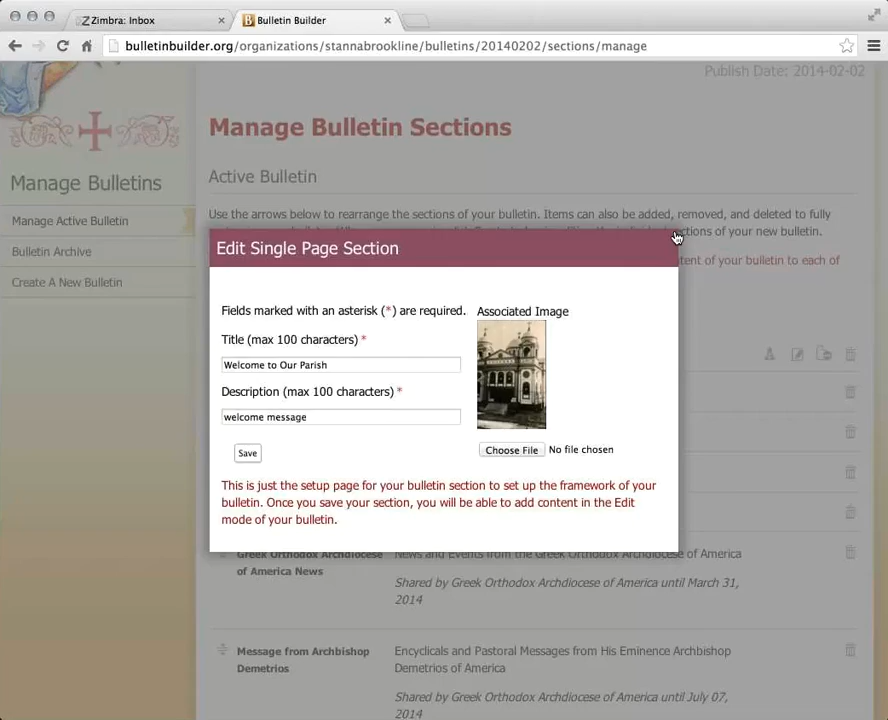 Zimbra: Inbox
Bulletin Builder
bulletinbuilder.org/organizations/stannabrookline/bulletins/20140202/sections/manage
Publish Date: 2014-02-02
Manage Bulletins
Manage Active Bulletin
Bulletin Archive
Create A New Bulletin
Manage Bulletin Sections
Active Bulletin
Use the arrows below to rearrange the sections of your bulletin. Items can also be added, removed, and deleted to fully
sections of your new bulletin.
tent of your bulletin to each of
Edit Single Page Section
Fields marked with an asterisk (*) are required.
Associated Image
Title (max 100 characters) *
Welcome to Our Parish
Description (max 100 characters) *
welcome message
Save
Choose File No file chosen
This is just the setup page for your bulletin section to set up the framework of your
bulletin. Once you save your section, you will be able to add content in the Edit
mode of your bulletin.
Greek Orthodox Archdiocese
of America News
News and Events from the Greek Orthodox Archdiocese of America
Shared by Greek Orthodox Archdiocese of America until March 31,
2014
Message from Archbishop
Demetrios
Encyclicals and Pastoral Messages from His Eminence Archbishop
Demetrios of America
Shared by Greek Orthodox Archdiocese of America until July 07,
2014